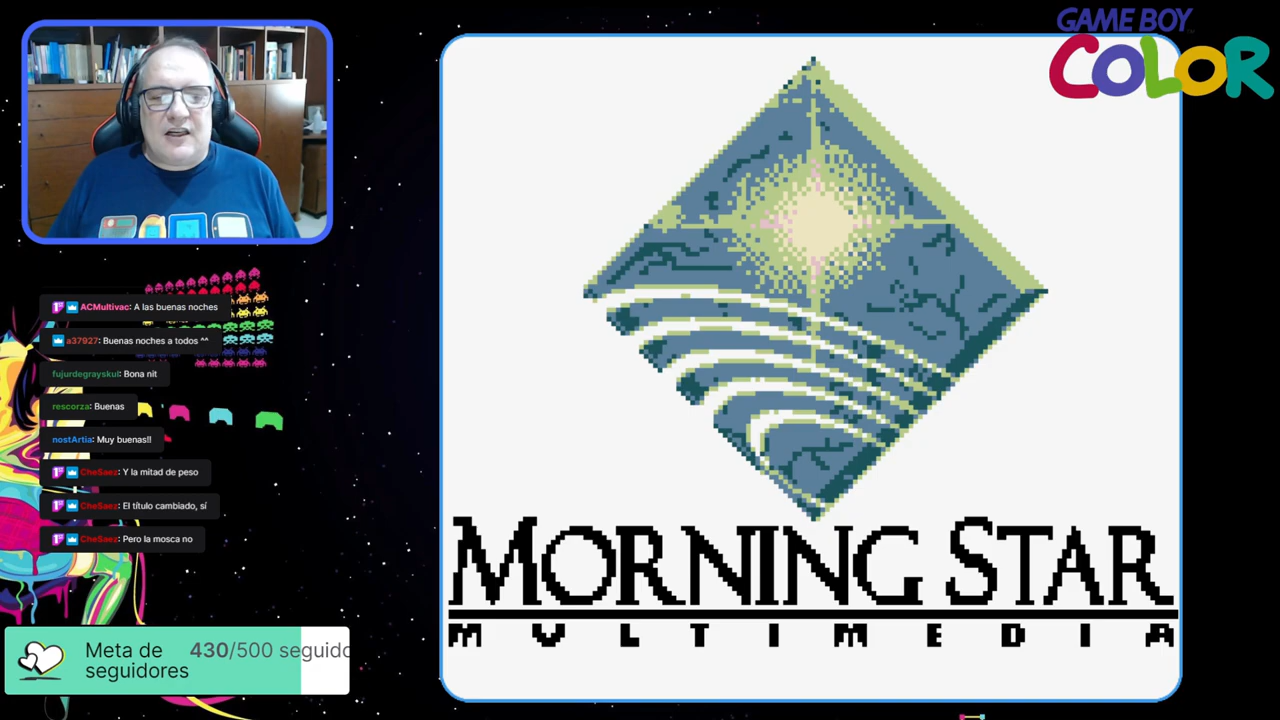 GAME BOY
COLOR
ACMultivac: A las buenas noches
a37927: Buenas noches a todos ^^
fujurdegrayskul: Bona nit
rescorza: Buenas
nostArtia: Muy buenas!!
CheSaez: Y la mitad de peso
CheSaez: El título cambiado, sí
CheSaez: Pero la mosca no
Meta de seguidores
430/500 seguido
MORNING STAR
MULTIMEDIA